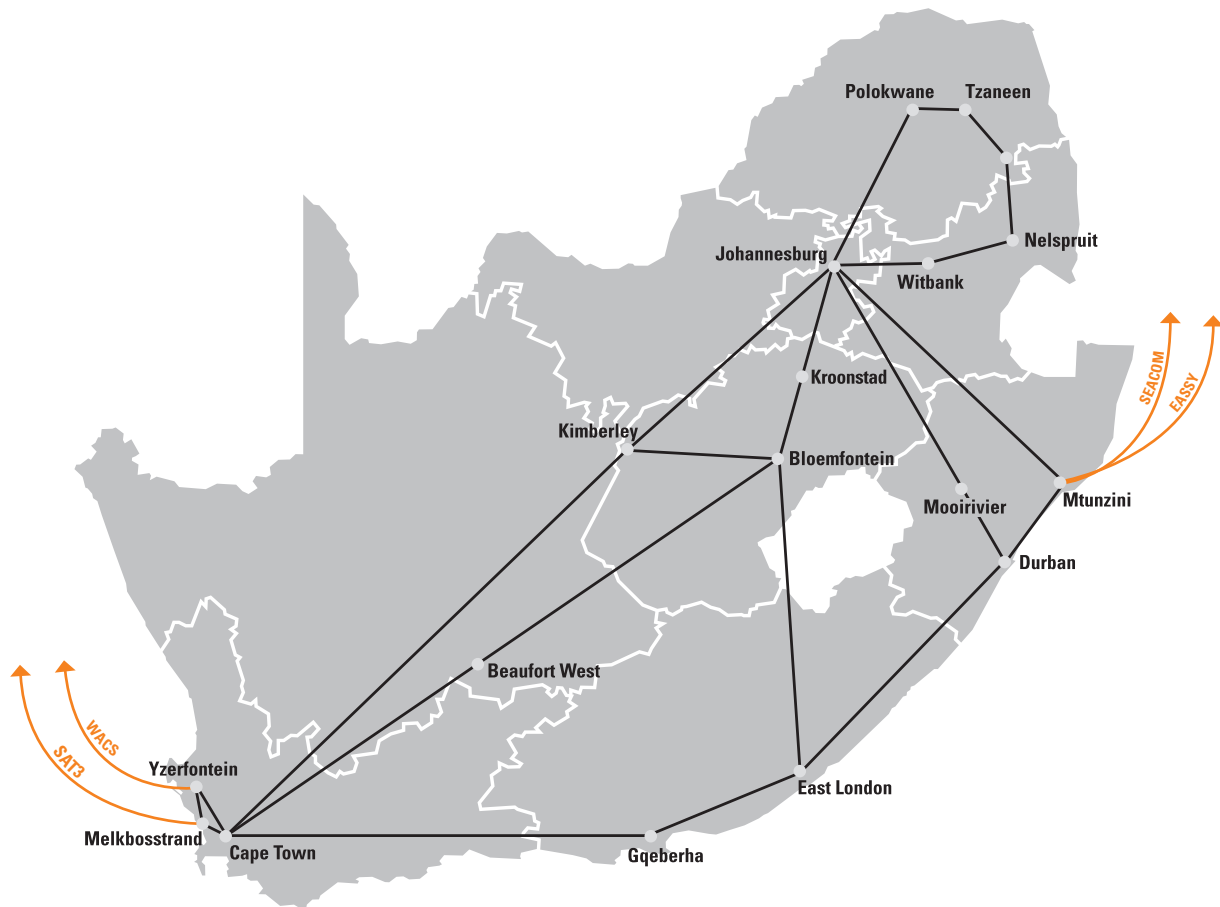 Polokwane
Tzaneen
Johannesburg
Nelspruit
Witbank
SEACOM
EASSY
Kroonstad
Kimberley
Bloemfontein
Mooirivier
Mtunzini
Durban
Beaufort West
WACS
SAT3
Yzerfontein
East London
Melkbosstrand
Cape Town
Gqeberha